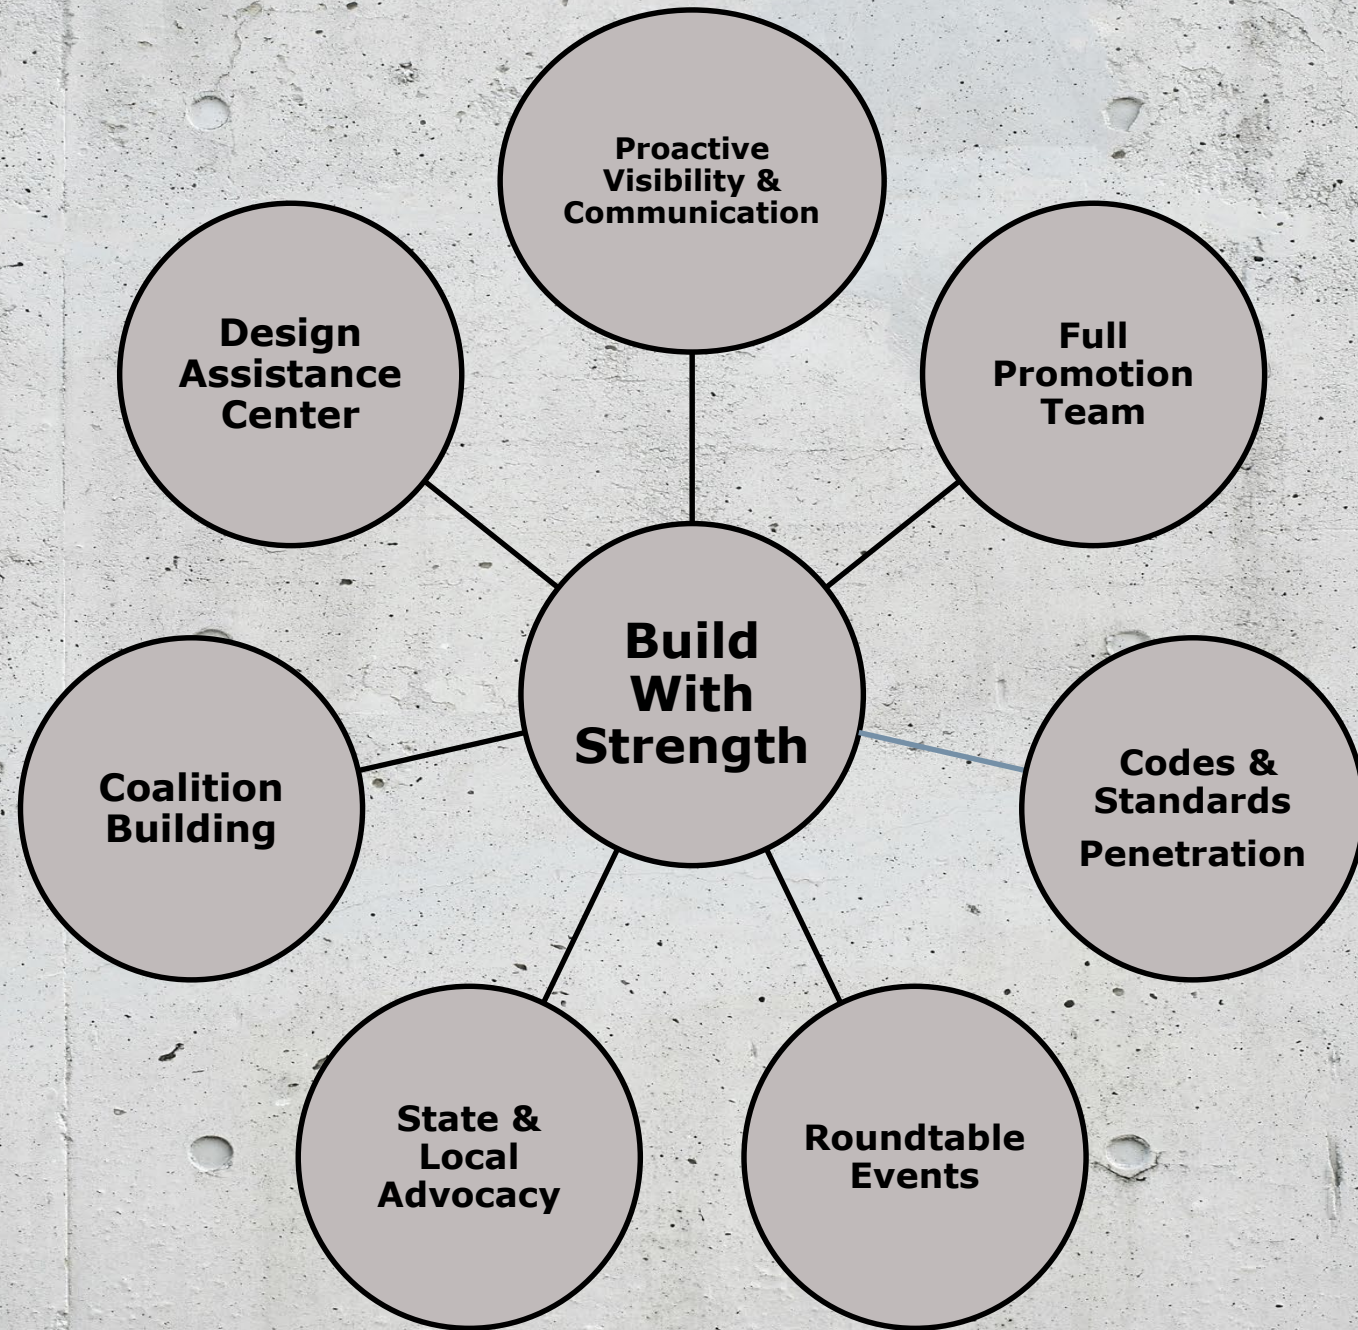 Proactive
Visibility &
Communication
Design
Assistance
Center
Full
Promotion
Team
Build
With
Strength
Coalition
Building
Codes &
Standards
Penetration
State &
Local
Advocacy
Roundtable
Events